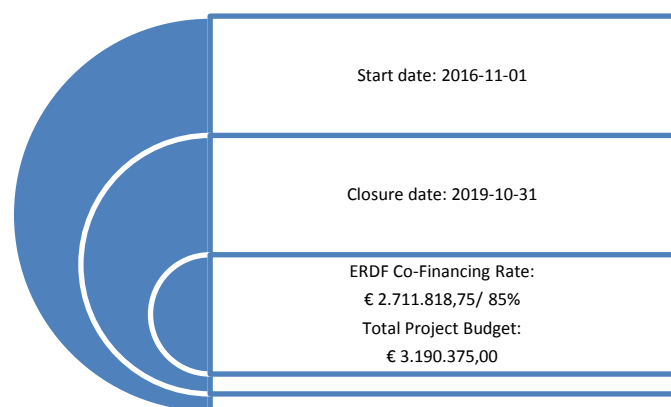 Start date: 2016-11-01
Closure date: 2019-10-31
ERDF Co-Financing Rate:
€ 2.711.818,75/ 85%
Total Project Budget:
€ 3.190.375,00